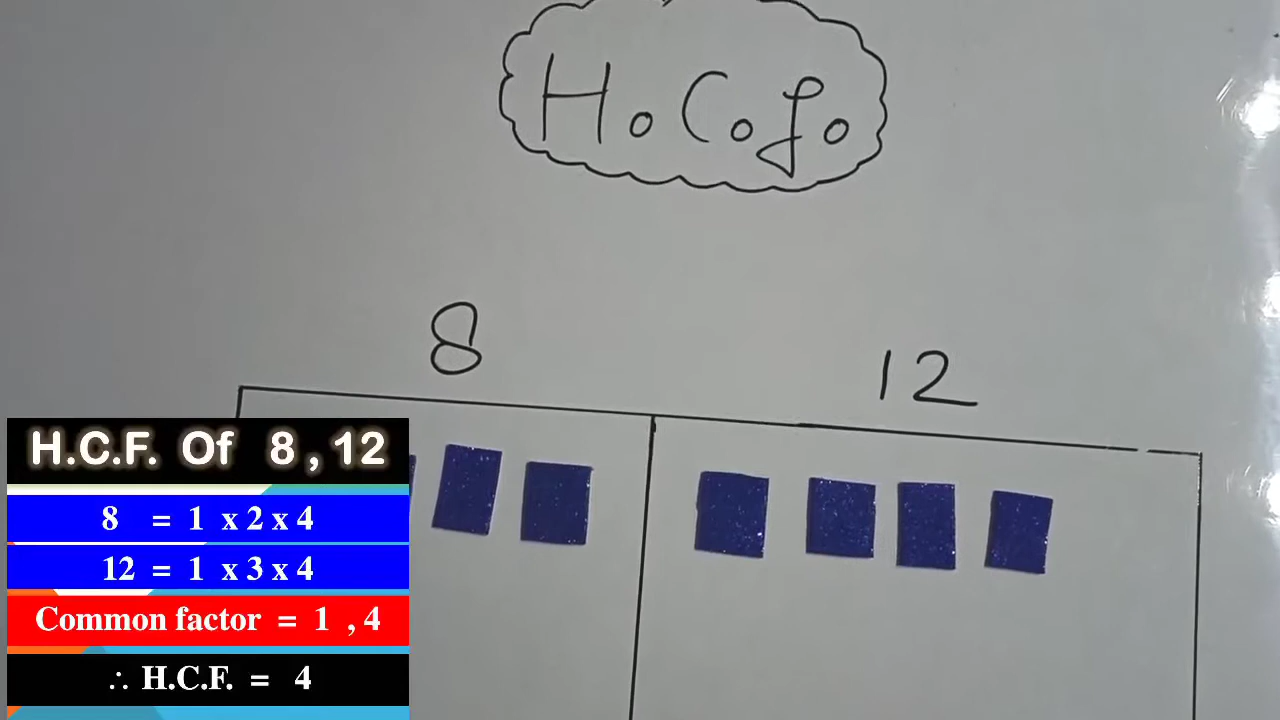 H.C.f.
8
12
H.C.F. Of 8 , 12
8 = 1 x 2 x 4
12 = 1 x 3 x 4
Common factor = 1 , 4
∴ H.C.F. = 4